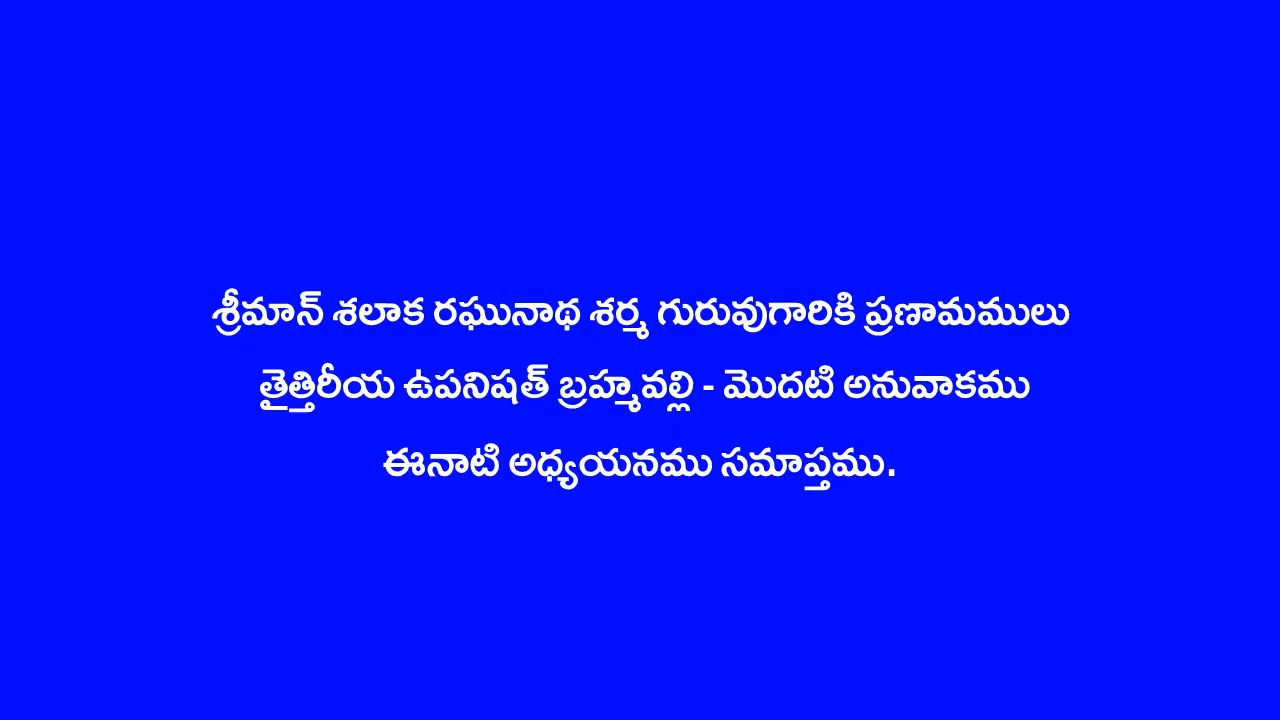 శ్రీమాన్ శలాక రఘునాథ శర్మ గురువుగారికి ప్రణామములు
తైత్తిరీయ ఉపనిషత్ బ్రహ్మవల్లి - మొదటి అనువాకము
ఈనాటి అధ్యయనము సమాప్తము.